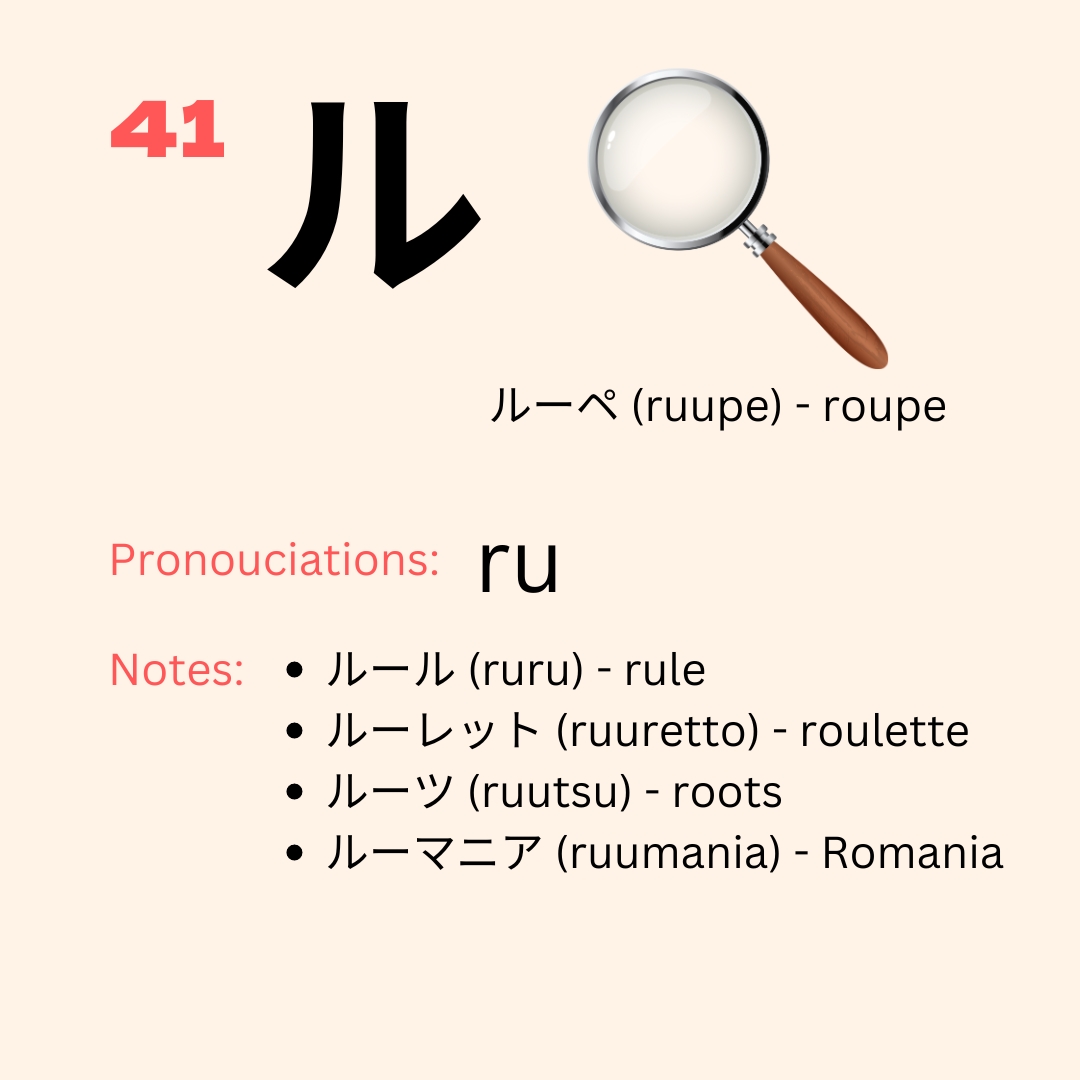 41 ル
ルーペ (ruupe) - roupe
Pronouciations: ru
Notes: • ルール (ruru) - rule
• ルーレット (ruuretto) - roulette
• ルーツ (ruutsu) - roots
• ルーマニア (ruumania) - Romania